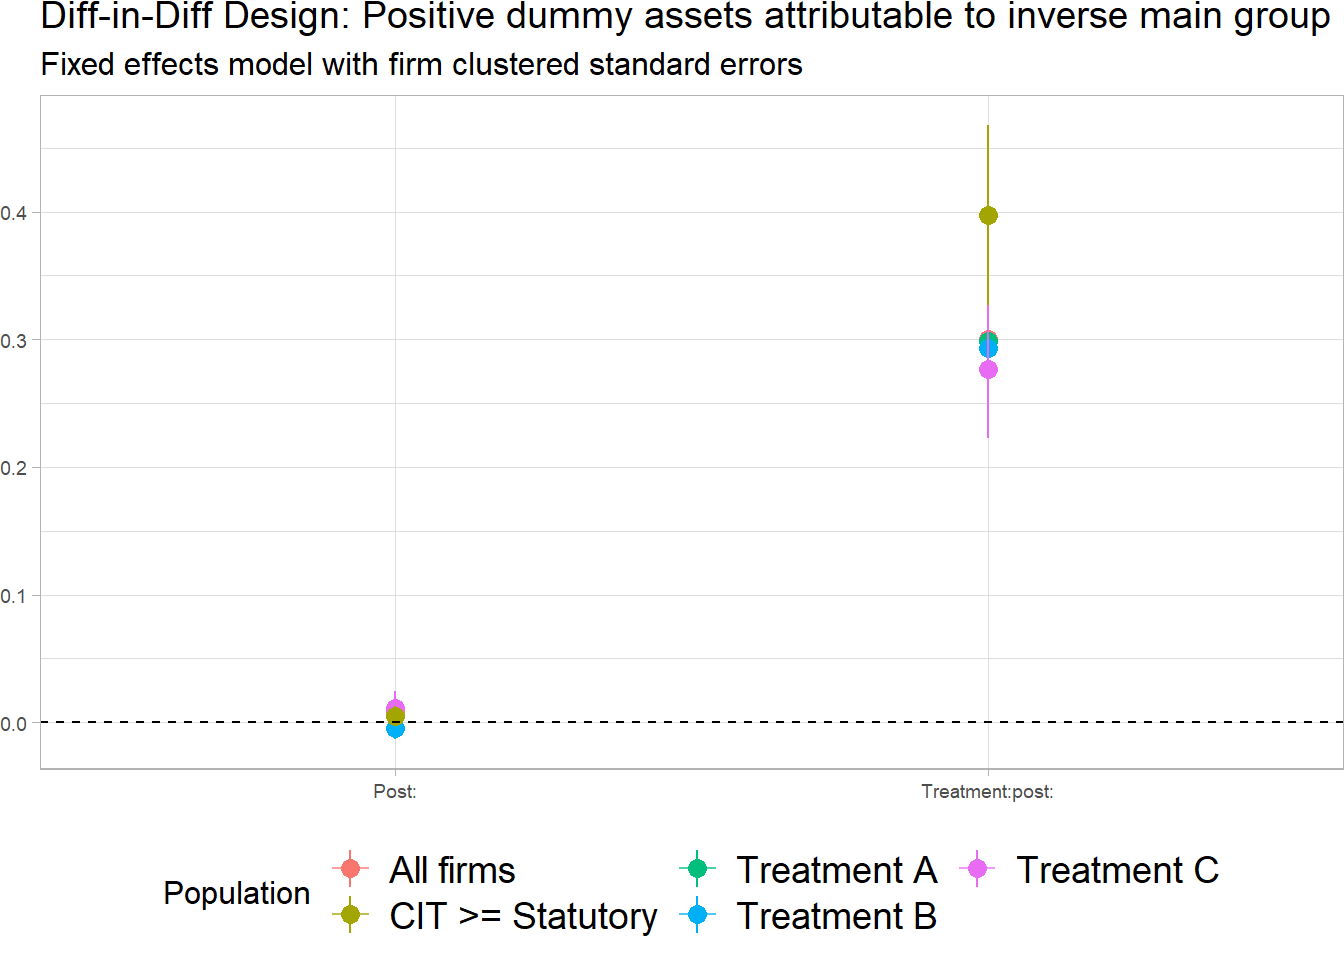 Diff-in-Diff Design: Positive dummy assets attributable to inverse main group
Fixed effects model with firm clustered standard errors
0.4
0.3
0.2
0.1
0.0
Post:
Treatment:post:
Population
All firms
Treatment A
Treatment C
CIT >= Statutory
Treatment B